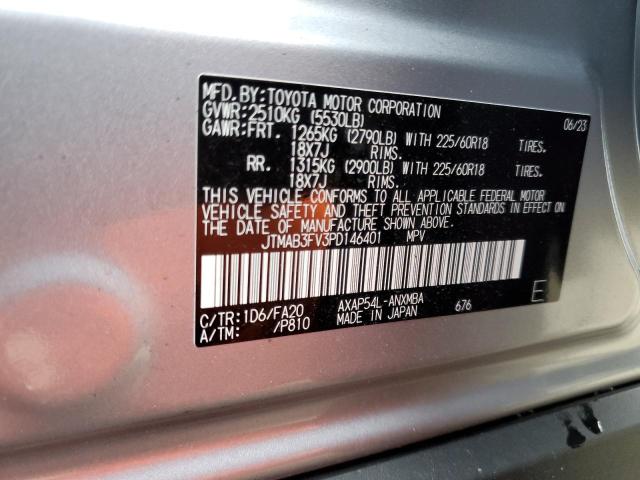 MFD. BY: TOYOTA MOTOR CORPORATION 06/23
GVWR: 2510KG (5530LB)
GAWR: FRT. 1265KG (2790LB) WITH 225/60R18 TIRES.
18X7J RIMS.
RR. 1315KG (2900LB) WITH 225/60R18 TIRES.
18X7J RIMS.
THIS VEHICLE CONFORMS TO ALL APPLICABLE FEDERAL MOTOR
VEHICLE SAFETY AND THEFT PREVENTION STANDARDS IN EFFECT ON
THE DATE OF MANUFACTURE SHOWN ABOVE.
JTMAB3FV3PD146401 MPV
C/TR: 1D6/FA20 AXAP54L-ANXMBA 676 E
A/TM: /P810 MADE IN JAPAN